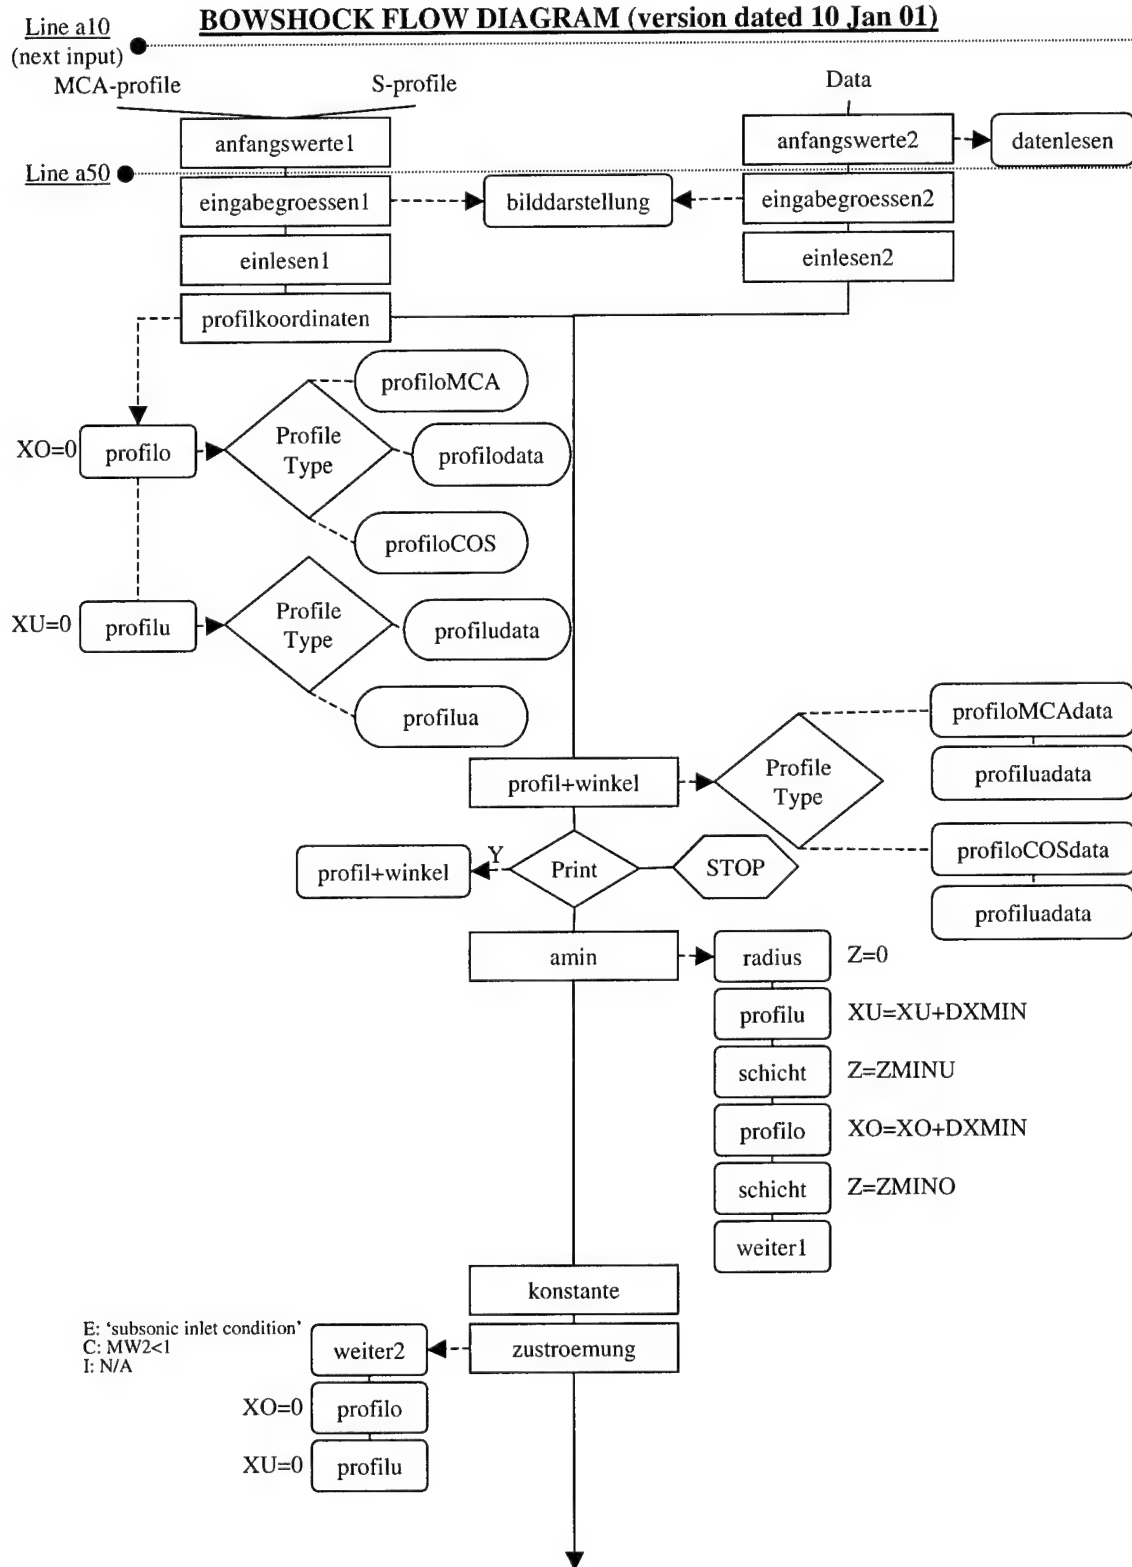 BOWSHOCK FLOW DIAGRAM (version dated 10 Jan 01)
Line a10
(next input)
MCA-profile
S-profile
Data
anfangswerte1
anfangswerte2
datenlesen
Line a50
eingabegroessen1
bilddarstellung
eingabegroessen2
einlesen1
einlesen2
profilkoordinaten
profiloMCA
XO=0
profilo
Profile
Type
profilodata
profiloCOS
XU=0
profilu
Profile
Type
profiludata
profilua
profiloMCAdata
profil+winkel
Profile
Type
profiluadata
profil+winkel
Y
Print
STOP
profiloCOSdata
profiluadata
amin
radius
Z=0
profilu
XU=XU+DXMIN
schicht
Z=ZMINU
profilo
XO=XO+DXMIN
schicht
Z=ZMINO
weiter1
konstante
E: ‘subsonic inlet condition’
C: MW2<1
I: N/A
weiter2
zustroemung
XO=0
profilo
XU=0
profilu